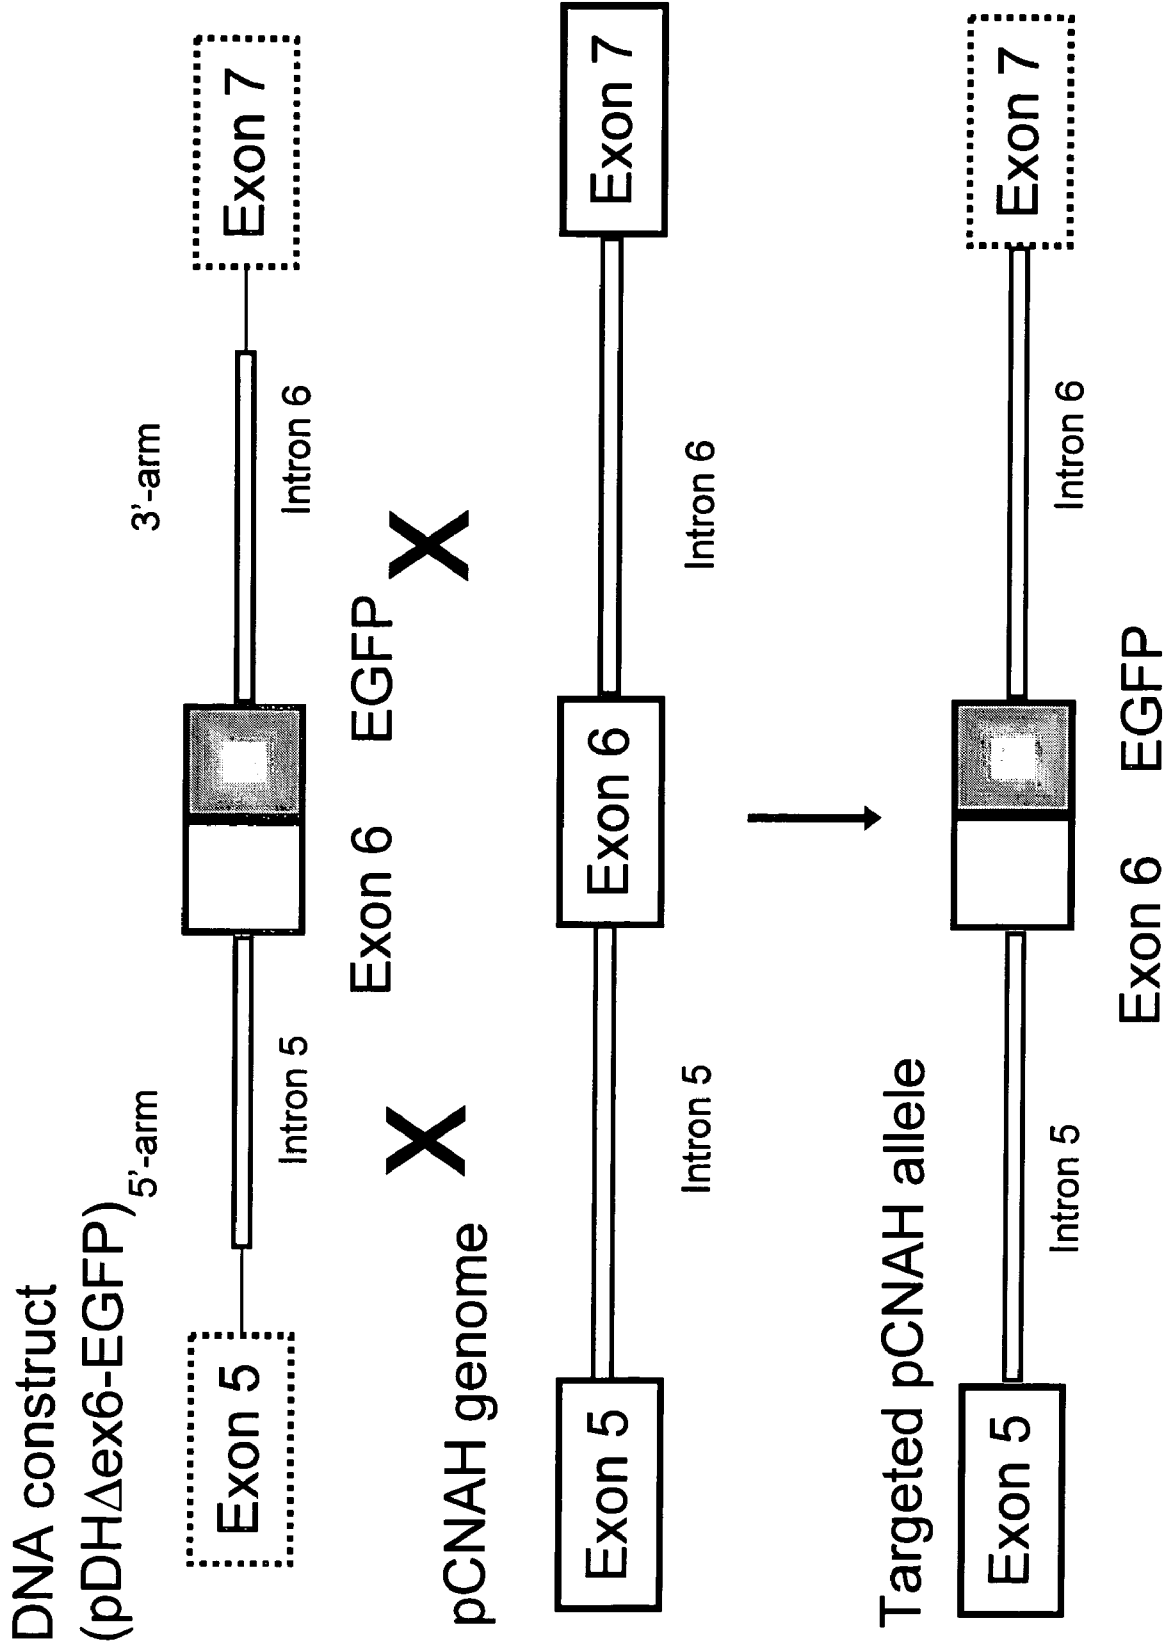 DNA construct
(pDHΔex6-EGFP)
5'-arm
3'-arm
Exon 5
Exon 7
Intron 5
Intron 6
Exon 6
EGFP
X
X
pCNAH genome
Exon 5
Exon 6
Exon 7
Intron 5
Intron 6
Targeted pCNAH allele
Exon 5
Exon 7
Intron 5
Intron 6
Exon 6
EGFP